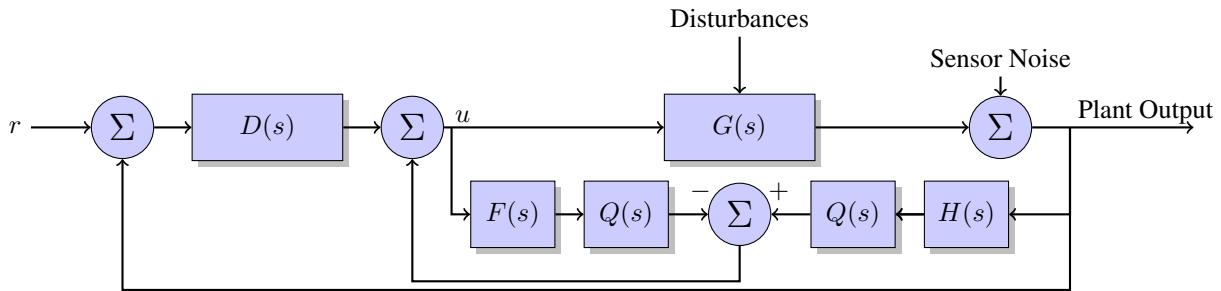 Disturbances
Sensor Noise
r
Σ
D(s)
Σ
u
G(s)
Σ
Plant Output
F(s)
Q(s)
−
Σ
+
Q(s)
H(s)